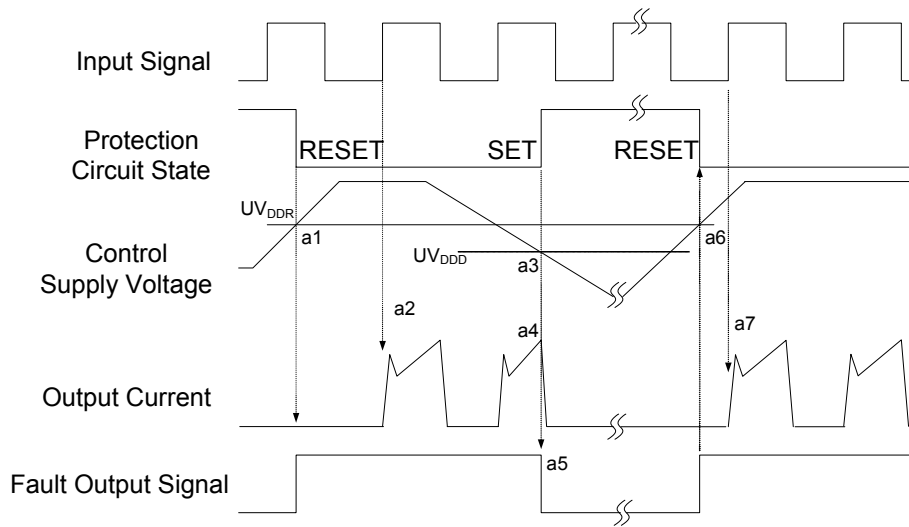 Input Signal
Protection
Circuit State
RESET
SET
RESET
UVDDR
a1
a6
Control
Supply Voltage
UVDDD
a3
a2
a4
a7
Output Current
a5
Fault Output Signal